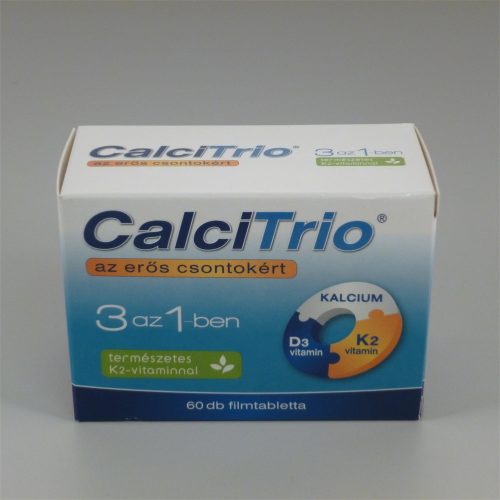 CalciTrio®
az erős csontokért
3 az 1-ben
természetes
K2-vitaminnal
CalciTrio®
az erős csontokért
3 az 1-ben
természetes
K2-vitaminnal
KALCIUM
D3
vitamin
K2
vitamin
60 db filmtabletta